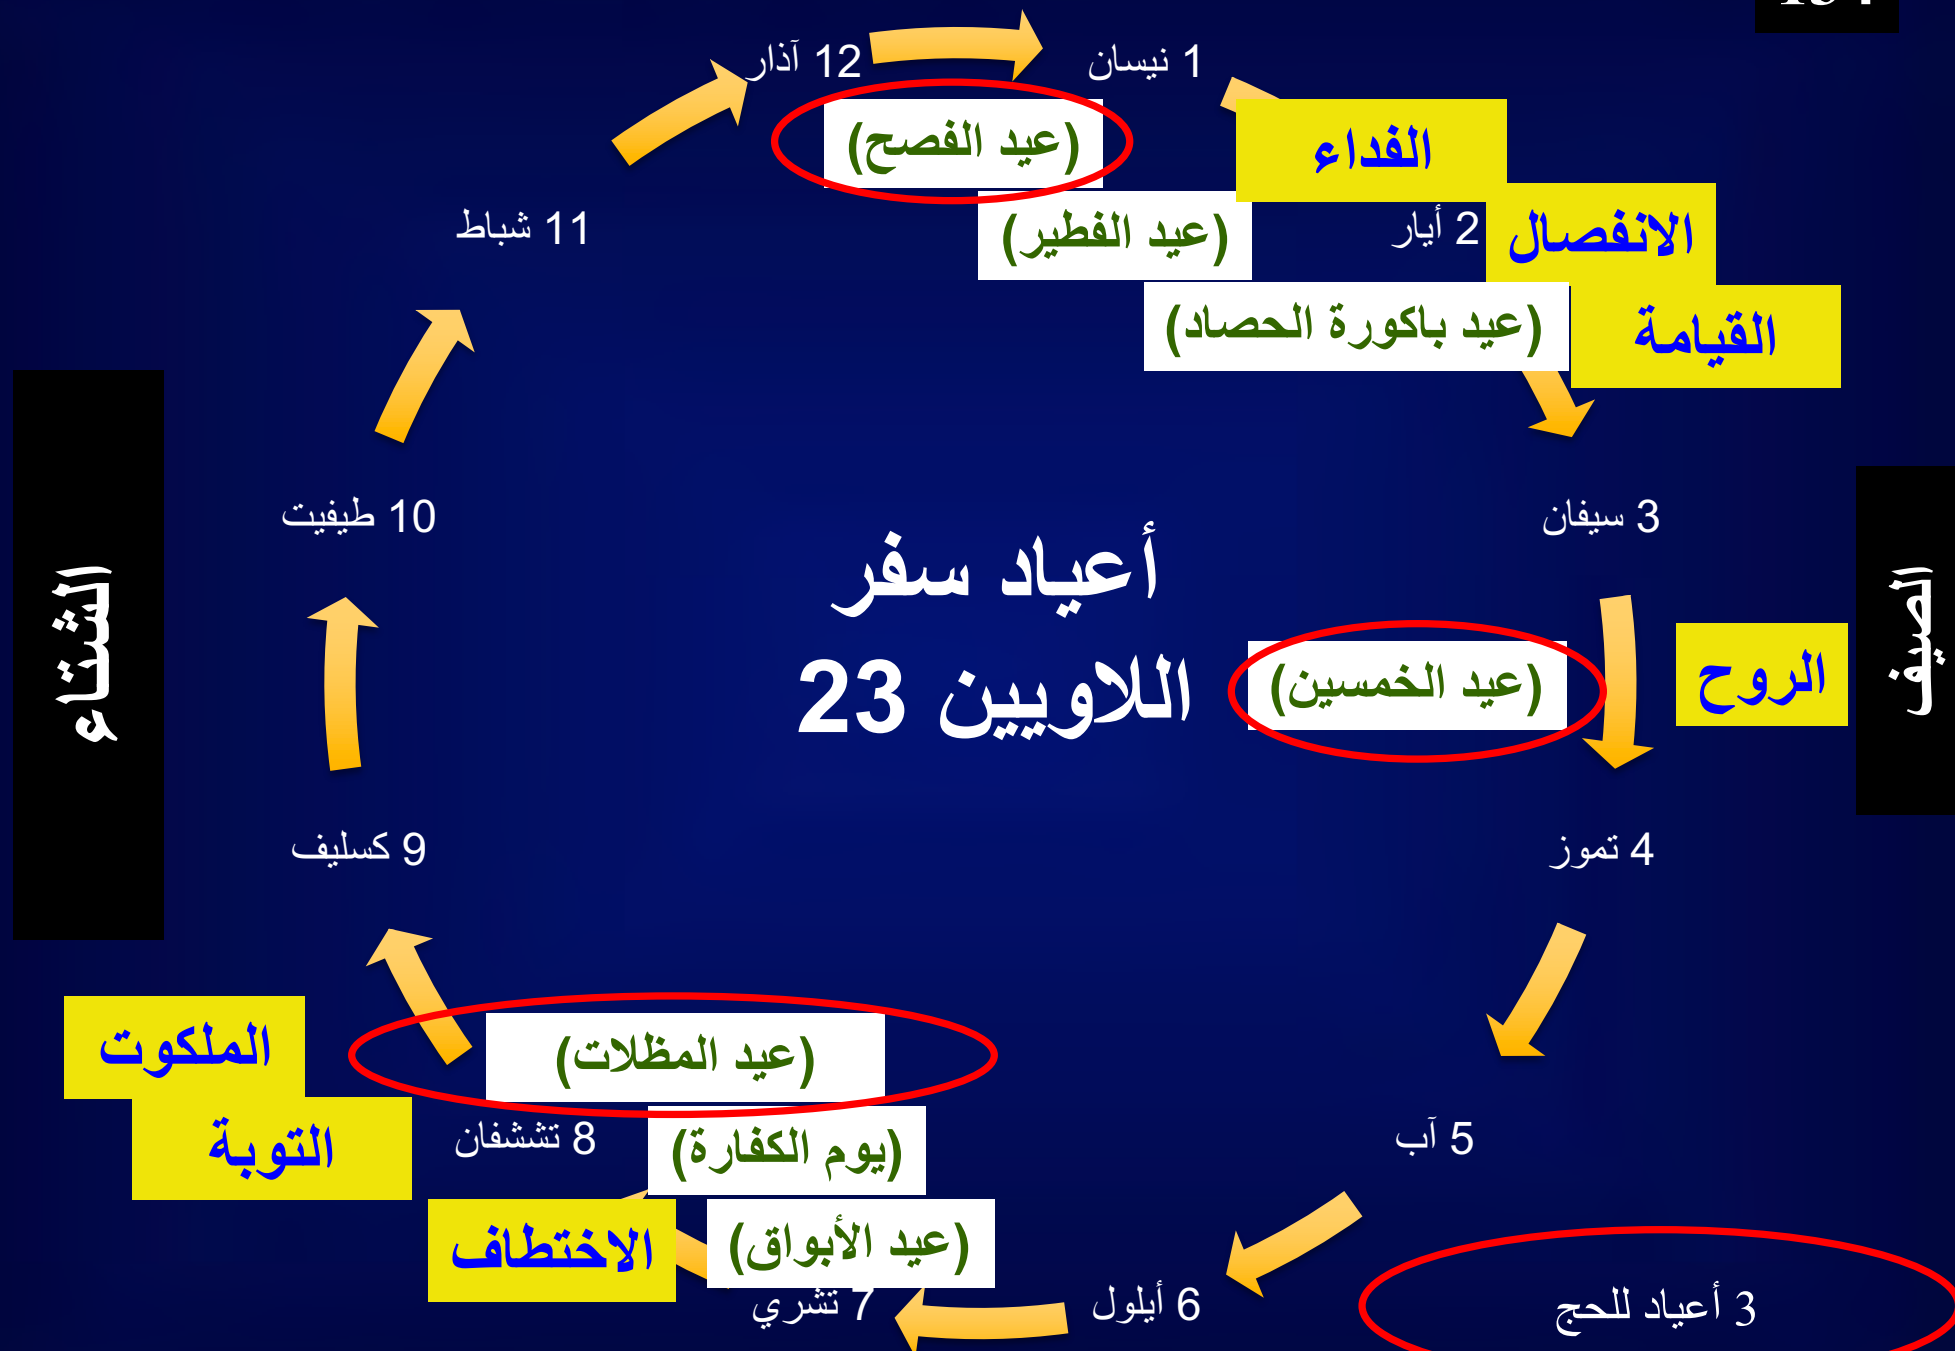 12 آذار
1 نيسان
(عيد الفصح)
الفداء
(عيد الفطير)
2 أيار
الانفصال
(عيد باكورة الحصاد)
القيامة
11 شباط
10 طيفيت
3 سيفان
أعياد سفر
اللاويين 23
(عيد الخمسين)
الروح
الصيف
الشتاء
9 كسليف
4 تموز
(عيد المظلات)
الملكوت
(يوم الكفارة)
8 تششفان
التوبة
5 آب
(عيد الأبواق)
الاختطاف
7 تشري
6 أيلول
3 أعياد للحج